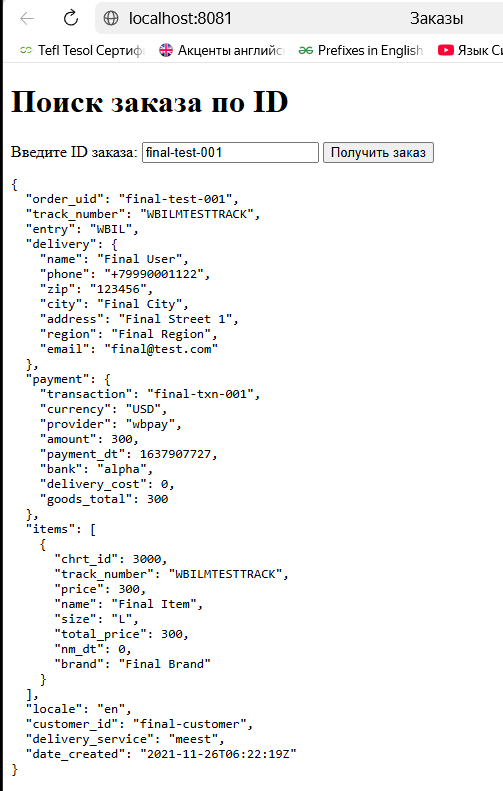 localhost:8081 Заказы
Tefl Tesol Сертиф Акценты английс Prefixes in English Язык Си
Поиск заказа по ID
Введите ID заказа: final-test-001 Получить заказ
{
  "order_uid": "final-test-001",
  "track_number": "WBILMTESTTRACK",
  "entry": "WBIL",
  "delivery": {
    "name": "Final User",
    "phone": "+79990001122",
    "zip": "123456",
    "city": "Final City",
    "address": "Final Street 1",
    "region": "Final Region",
    "email": "final@test.com"
  },
  "payment": {
    "transaction": "final-txn-001",
    "currency": "USD",
    "provider": "wbpay",
    "amount": 300,
    "payment_dt": 1637907727,
    "bank": "alpha",
    "delivery_cost": 0,
    "goods_total": 300
  },
  "items": [
    {
      "chrt_id": 3000,
      "track_number": "WBILMTESTTRACK",
      "price": 300,
      "name": "Final Item",
      "size": "L",
      "total_price": 300,
      "nm_dt": 0,
      "brand": "Final Brand"
    }
  ],
  "locale": "en",
  "customer_id": "final-customer",
  "delivery_service": "meest",
  "date_created": "2021-11-26T06:22:19Z"
}